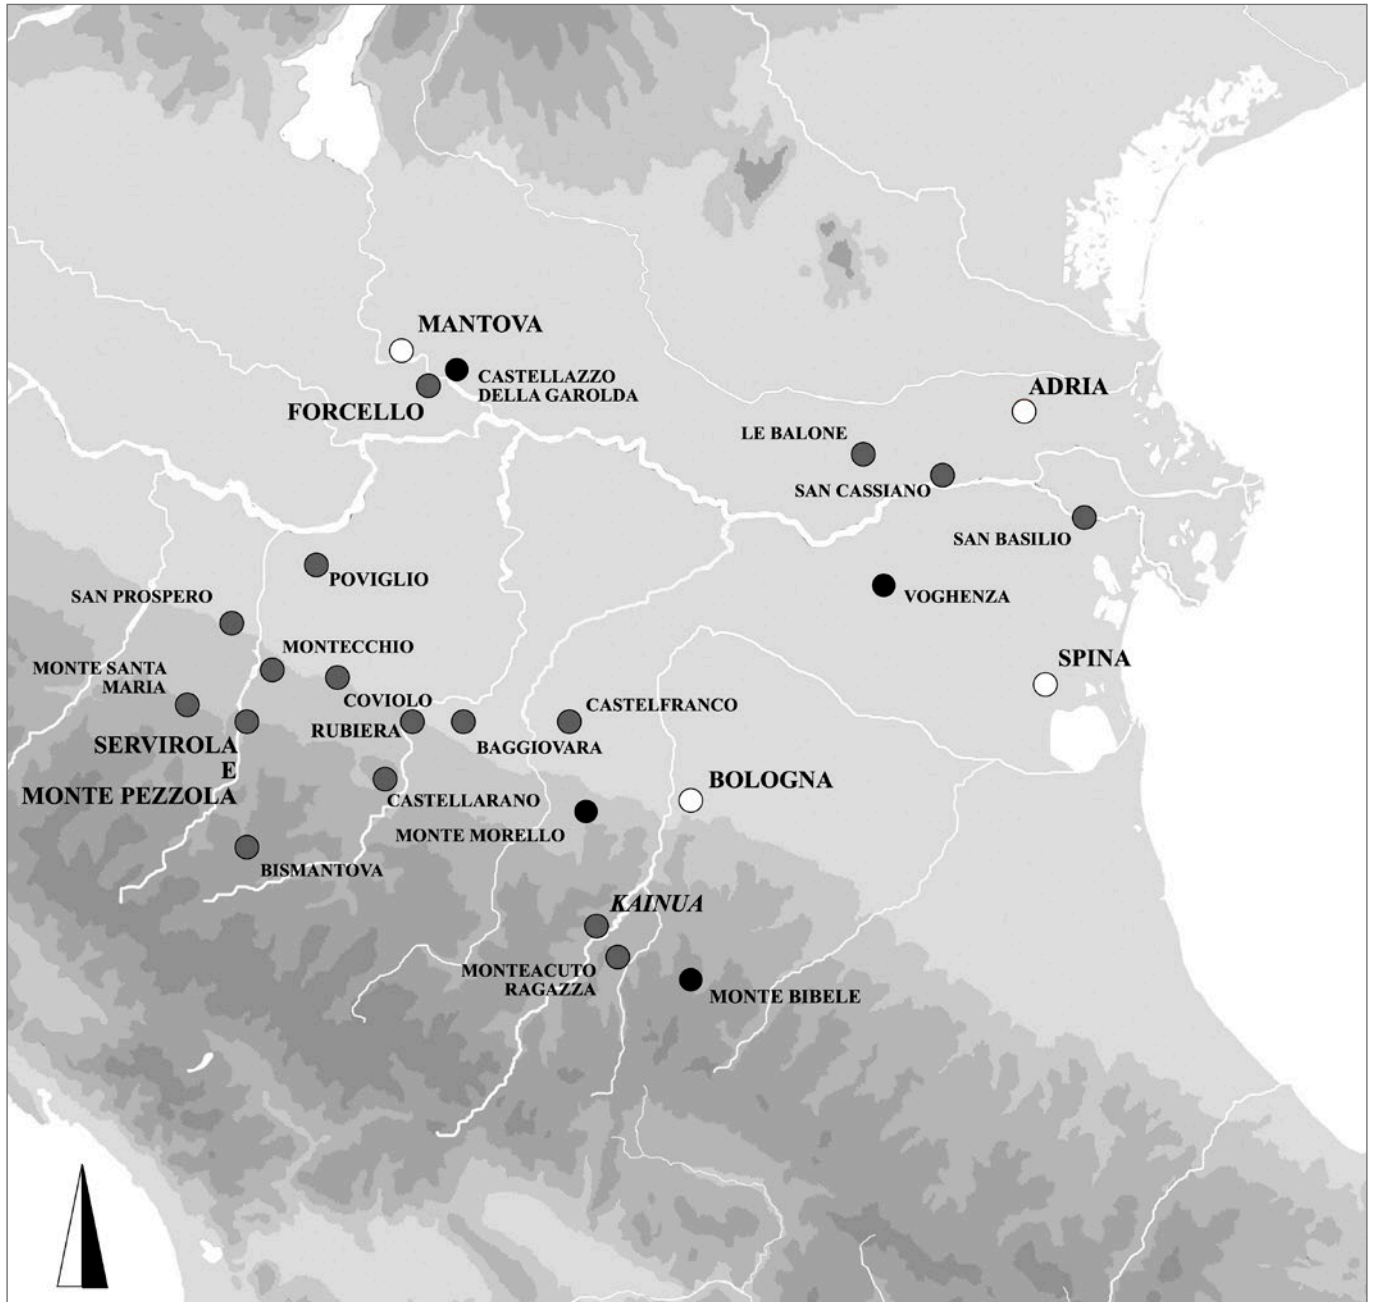 MANTOVA
CASTELLAZZO
DELLA GAROLDA
FORCELLO
ADRIA
LE BALONE
SAN CASSIANO
SAN BASILIO
POVIGLIO
VOGHENZA
SAN PROSPERO
MONTECCHIO
MONTE SANTA
MARIA
SPINA
COVIOLO
CASTELFRANCO
RUBIERA
BAGGIOVARA
SERVIROLA
E
MONTE PEZZOLA
BOLOGNA
CASTELLARANO
MONTE MORELLO
BISMANTOVA
KAINUA
MONTEACUTO
RAGAZZA
MONTE BIBELE